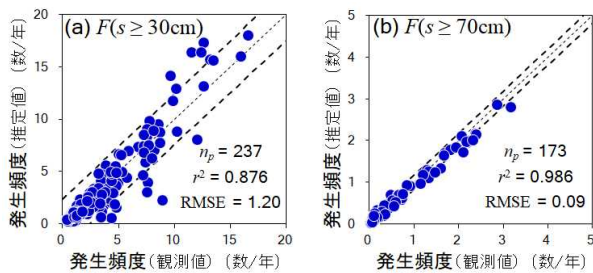 (a) F(s ≥ 30cm)
発生頻度 (推定値) (数/年)
20
15
10
5
0
n_p = 237
r² = 0.876
RMSE = 1.20
0 5 10 15 20
発生頻度 (観測値) (数/年)
(b) F(s ≥ 70cm)
発生頻度 (推定値) (数/年)
5
4
3
2
1
0
n_p = 173
r² = 0.986
RMSE = 0.09
0 1 2 3 4 5
発生頻度 (観測値) (数/年)